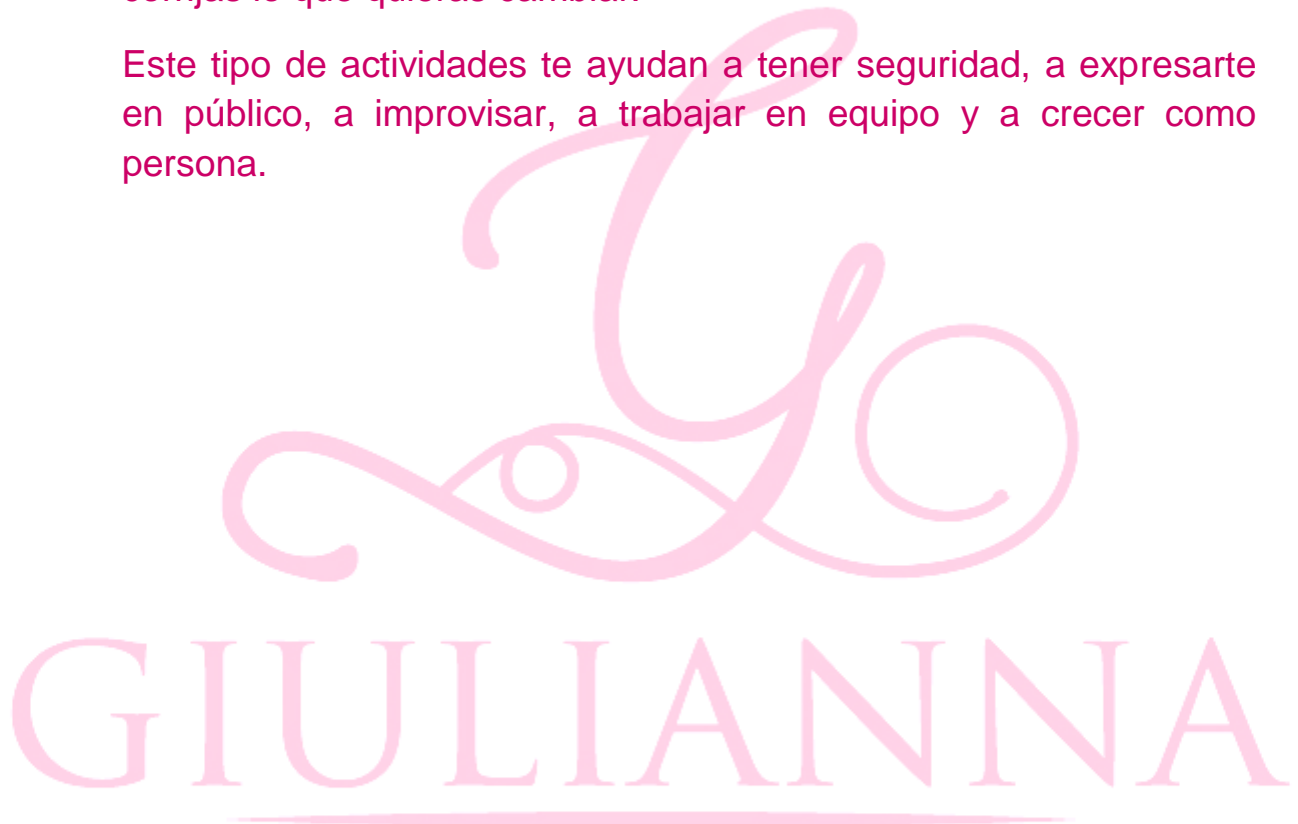 Este tipo de actividades te ayudan a tener seguridad, a expresarte
en público, a improvisar, a trabajar en equipo y a crecer como
persona.
GIULIANNA